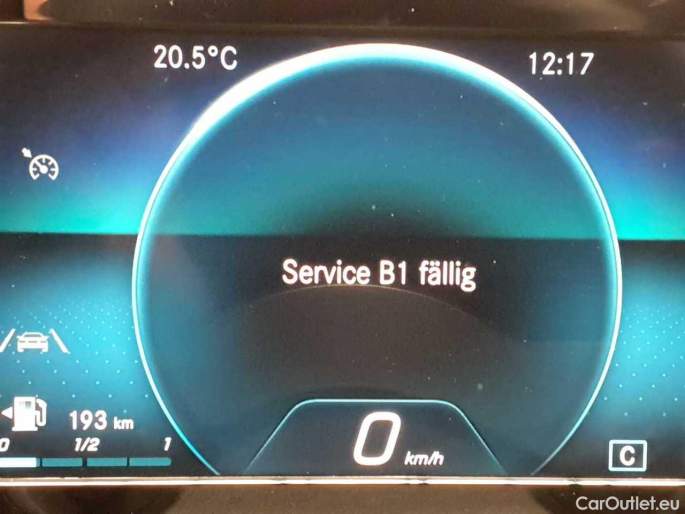 20.5°C
12:17
Service B1 fällig
193 km
0 1/2 1
0 km/h
C
CarOutlet.eu